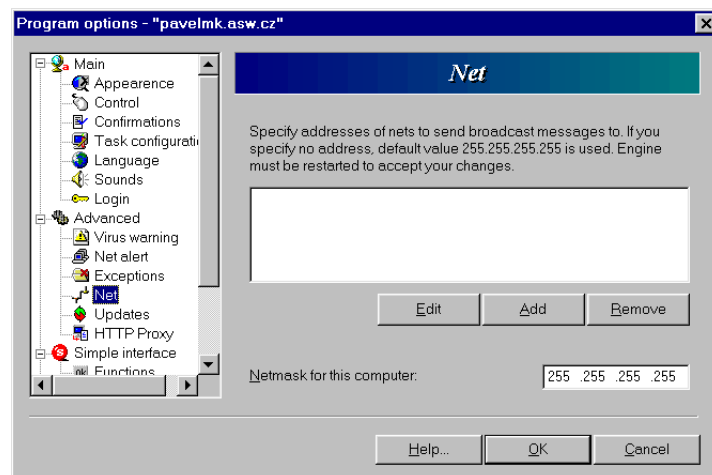 Program options - "pavelmk.asw.cz"
Main
Appearence
Control
Confirmations
Task configurati
Language
Sounds
Login
Advanced
Virus warning
Net alert
Exceptions
Net
Updates
HTTP Proxy
Simple interface
Functions
Net
Specify addresses of nets to send broadcast messages to. If you
specify no address, default value 255.255.255.255 is used. Engine
must be restarted to accept your changes.
Edit
Add
Remove
Netmask for this computer:
255 .255 .255 .255
Help...
OK
Cancel